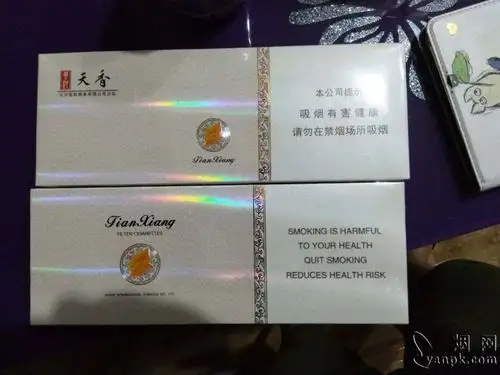 天香
TianXiang
本公司提示
吸烟有害健康
请勿在禁烟场所吸烟
TianXiang
FILTER CIGARETTES
SMOKING IS HARMFUL
TO YOUR HEALTH
QUIT SMOKING
REDUCES HEALTH RISK
烟网
yanpk.com